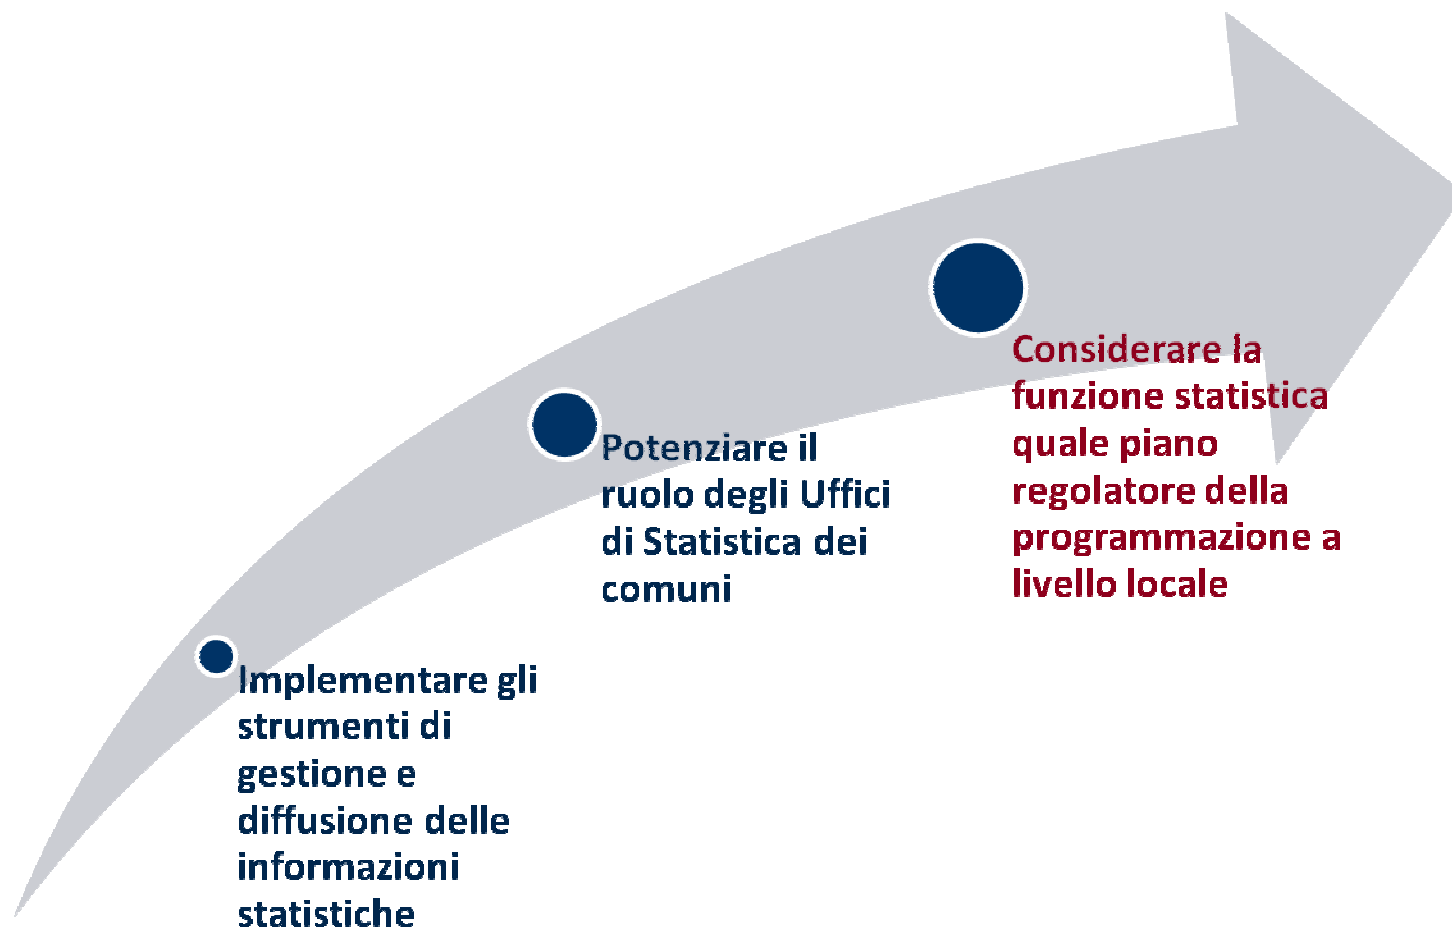 Considerare la
funzione statistica
quale piano
regolatore della
programmazione a
livello locale
Potenziare il
ruolo degli Uffici
di Statistica dei
comuni
Implementare gli
strumenti di
gestione e
diffusione delle
informazioni
statistiche